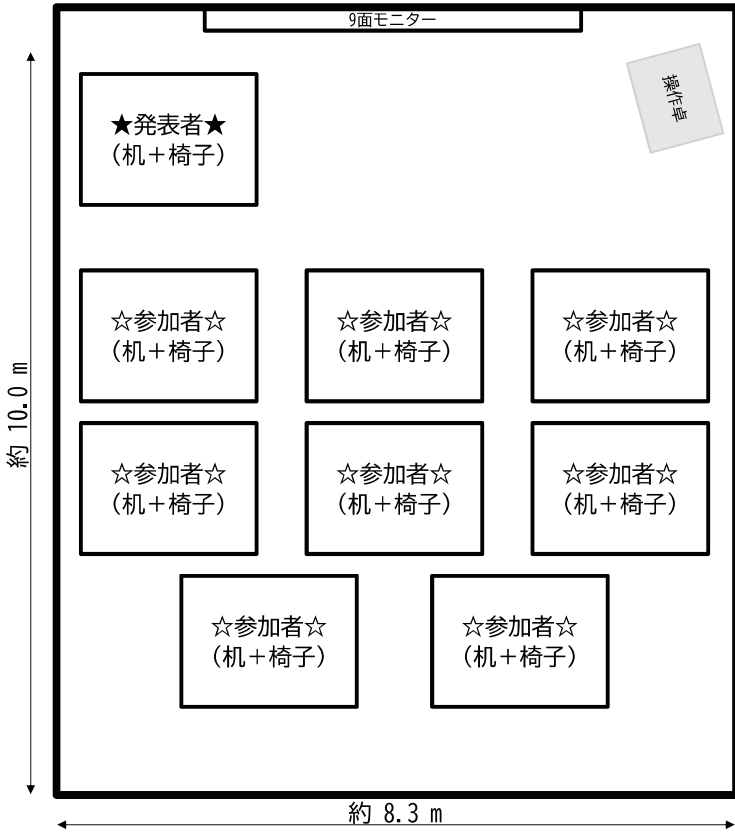 9面モニター
操作卓
★発表者★
(机＋椅子)
☆参加者☆
(机＋椅子)
☆参加者☆
(机＋椅子)
☆参加者☆
(机＋椅子)
☆参加者☆
(机＋椅子)
☆参加者☆
(机＋椅子)
☆参加者☆
(机＋椅子)
☆参加者☆
(机＋椅子)
☆参加者☆
(机＋椅子)
約 10.0 m
約 8.3 m